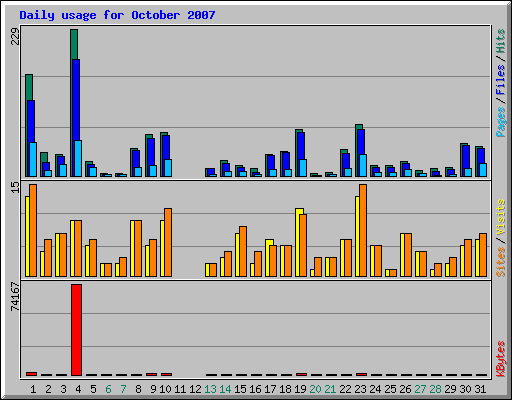 Daily usage for October 2007
229
Pages / Files / Hits
15
Sites / Visits
74167
KBytes
1 2 3 4 5 6 7 8 9 10 11 12 13 14 15 16 17 18 19 20 21 22 23 24 25 26 27 28 29 30 31